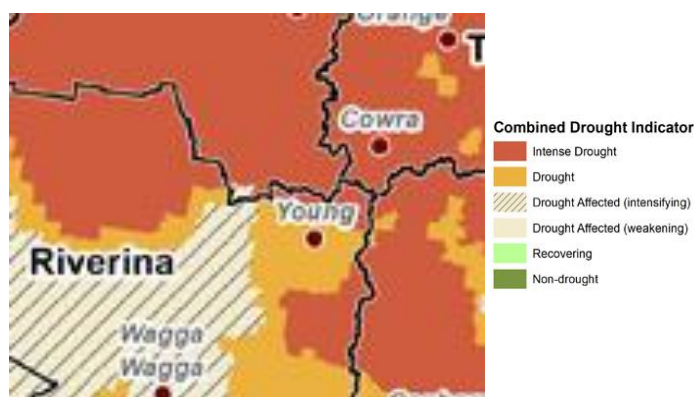 Orange
Cowra
Young
Riverina
Wagga
Wagga
Combined Drought Indicator
Intense Drought
Drought
Drought Affected (intensifying)
Drought Affected (weakening)
Recovering
Non-drought